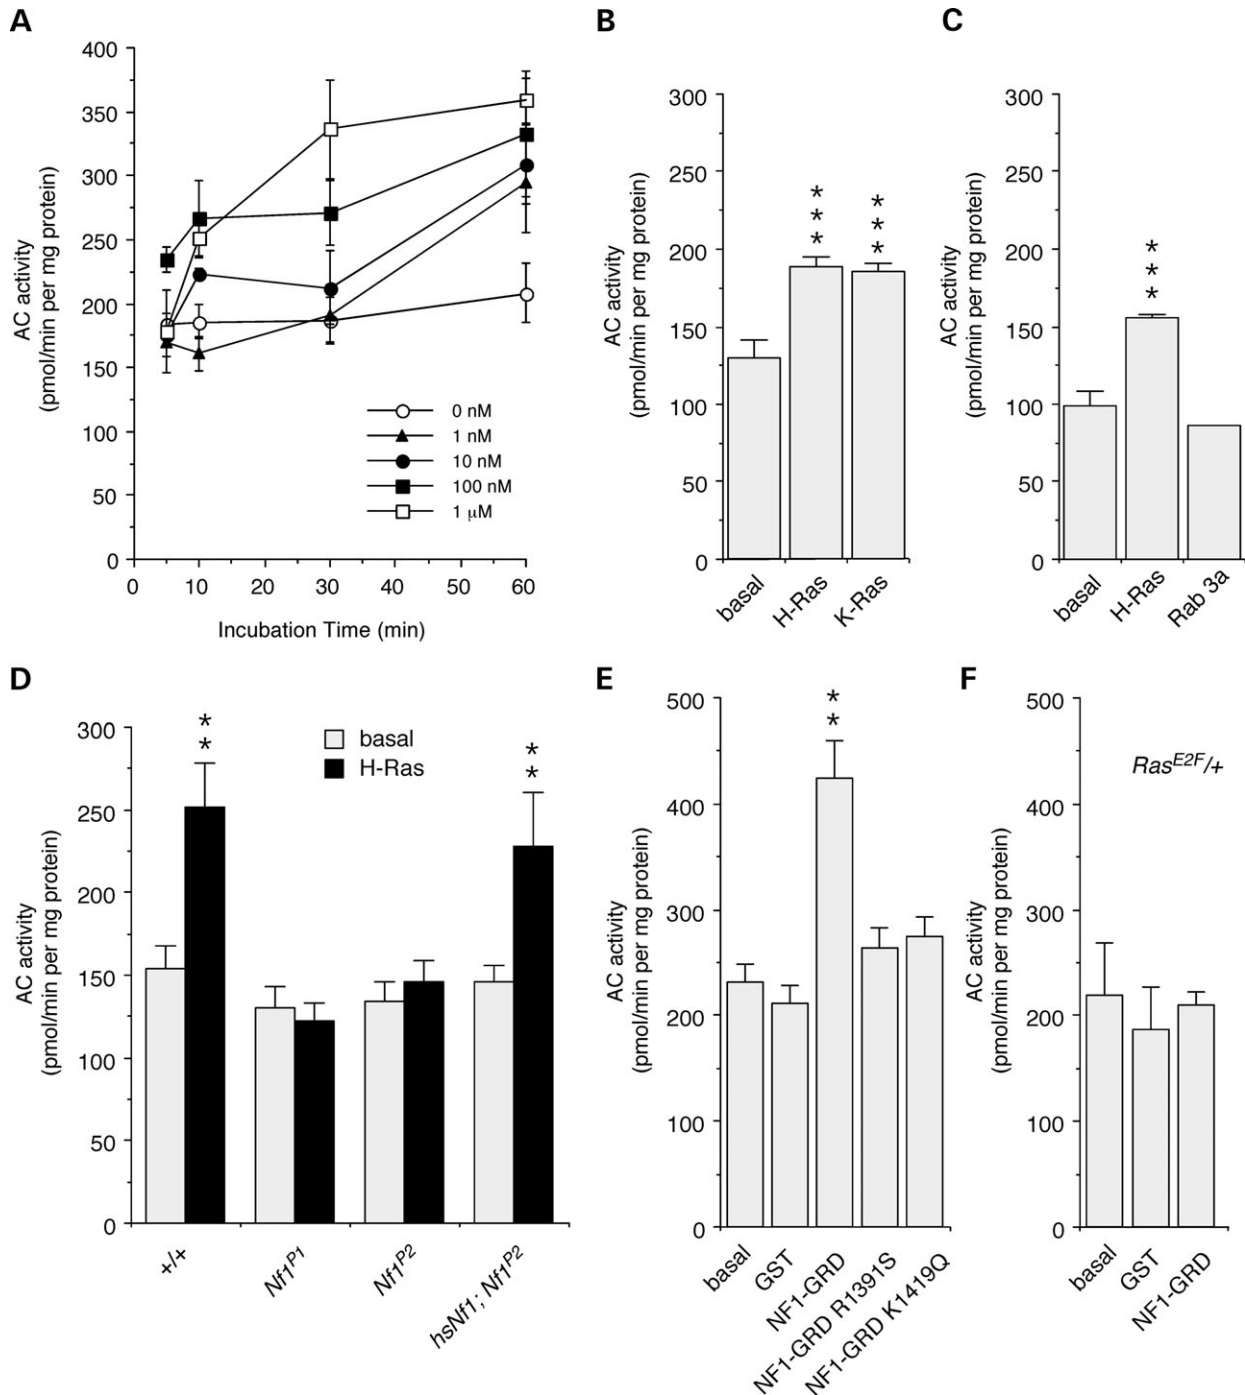 A
AC activity
(pmol/min per mg protein)
400
350
300
250
200
150
100
50
0
0 nM
1 nM
10 nM
100 nM
1 μM
0 10 20 30 40 50 60
Incubation Time (min)
B
AC activity
(pmol/min per mg protein)
300
250
200
150
100
50
0
***
***
basal
H-Ras
K-Ras
C
AC activity
(pmol/min per mg protein)
300
250
200
150
100
50
0
***
basal
H-Ras
Rab 3a
D
AC activity
(pmol/min per mg protein)
300
250
200
150
100
50
0
**
**
basal
H-Ras
+/+
Nf1P1
Nf1P2
hsNf1; Nf1P2
E
AC activity
(pmol/min per mg protein)
500
400
300
200
100
0
**
basal
GST
NF1-GRD
NF1-GRD R1391S
NF1-GRD K1419Q
F
AC activity
(pmol/min per mg protein)
500
400
300
200
100
0
RasE2F/+
basal
GST
NF1-GRD